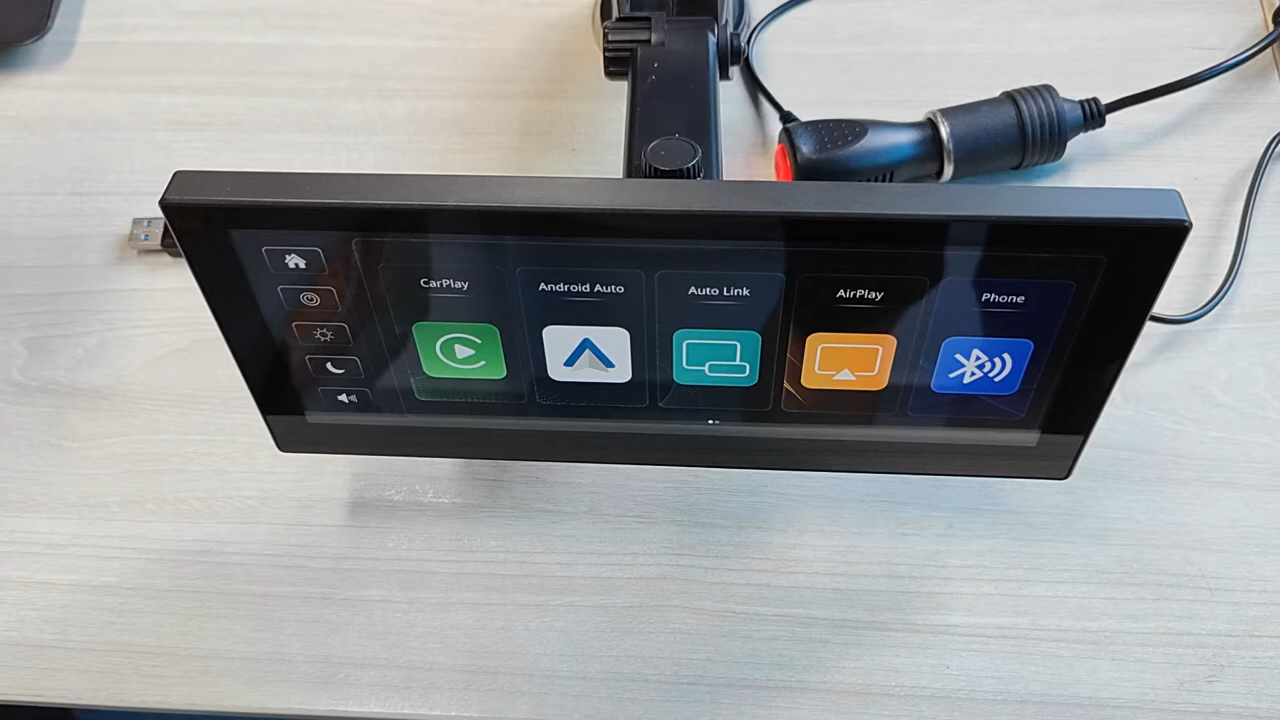 CarPlay
Android Auto
Auto Link
AirPlay
Phone